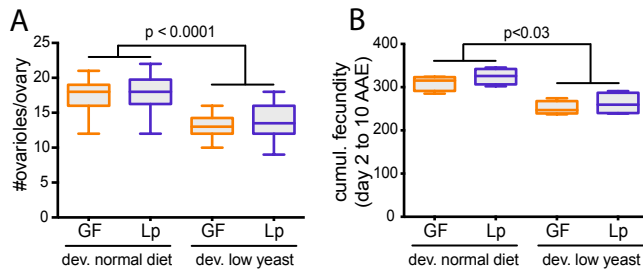 A
p < 0.0001
#ovarioles/ovary
25
20
15
10
5
0
GF Lp GF Lp
dev. normal diet dev. low yeast
B
p<0.03
cumul. fecundity
(day 2 to 10 AAE)
400
300
200
100
0
GF Lp GF Lp
dev. normal diet dev. low yeast